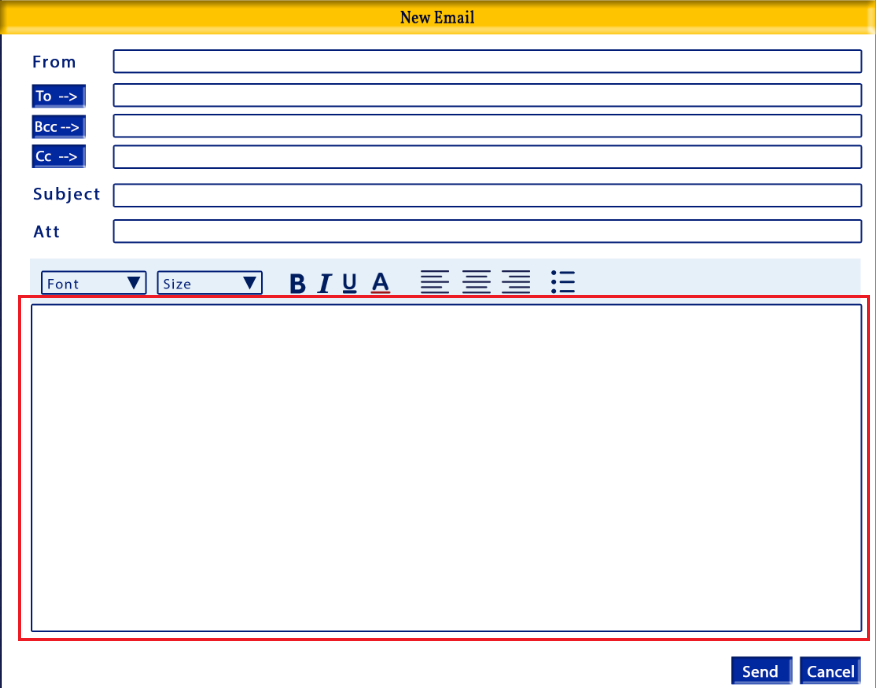 New Email
From
To -->
Bcc -->
Cc -->
Subject
Att
Font Size B I U A
Send Cancel